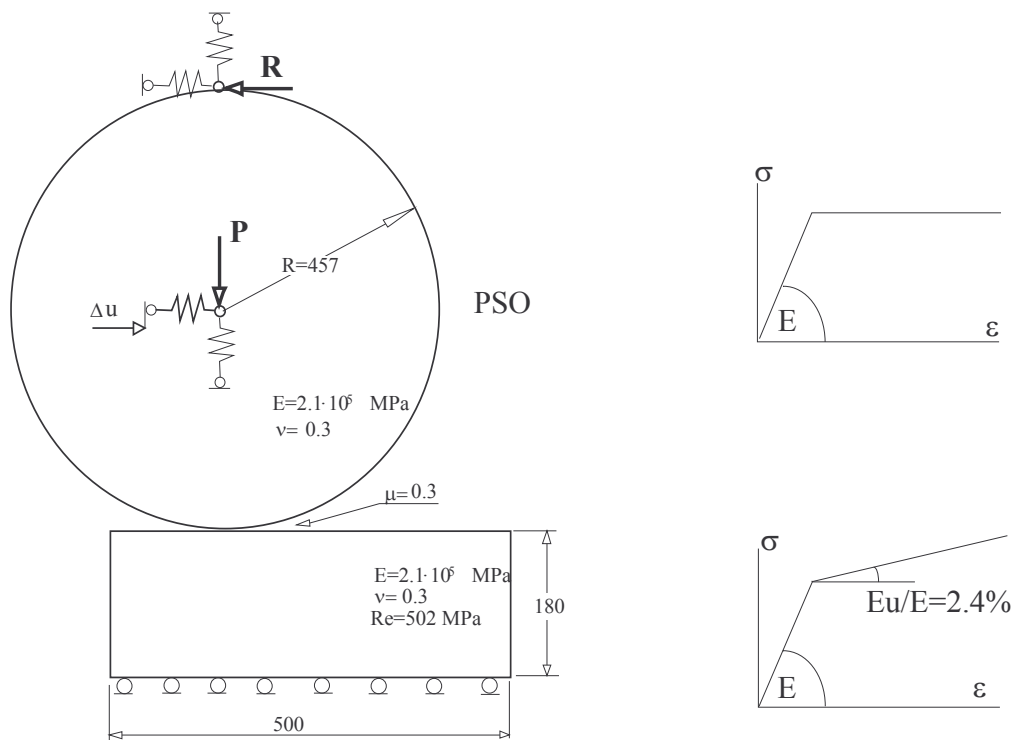 R
P
R=457
Δu
PSO
E=2.1·10⁵ MPa
ν= 0.3
μ=0.3
E=2.1·10⁵ MPa
ν= 0.3
Re=502 MPa
180
500
σ
E
ε
σ
Eu/E=2.4%
E
ε